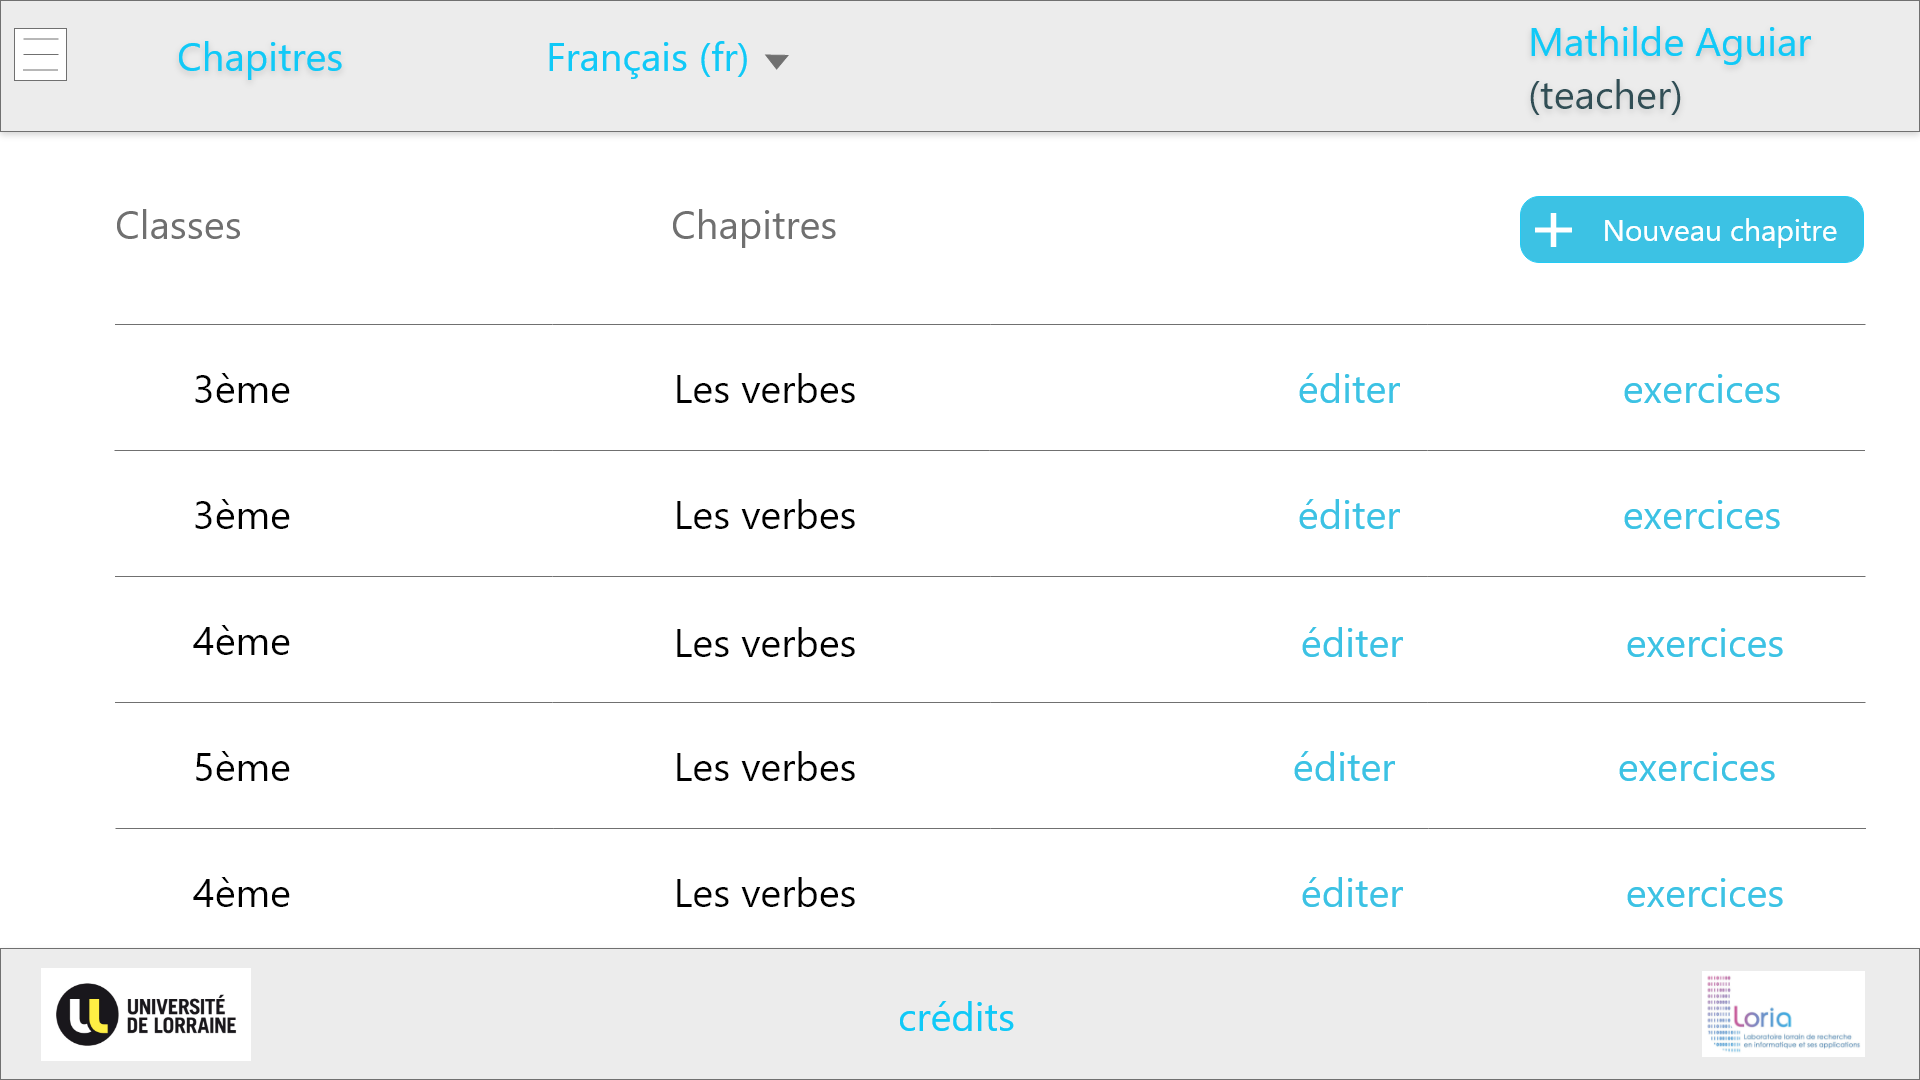 Chapitres
Français (fr)
Mathilde Aguiar
(teacher)
Classes
Chapitres
Nouveau chapitre
3ème Les verbes éditer exercices
3ème Les verbes éditer exercices
4ème Les verbes éditer exercices
5ème Les verbes éditer exercices
4ème Les verbes éditer exercices
UNIVERSITÉ
DE LORRAINE
crédits
Loria
Laboratoire lorrain de recherche
en informatique et ses applications